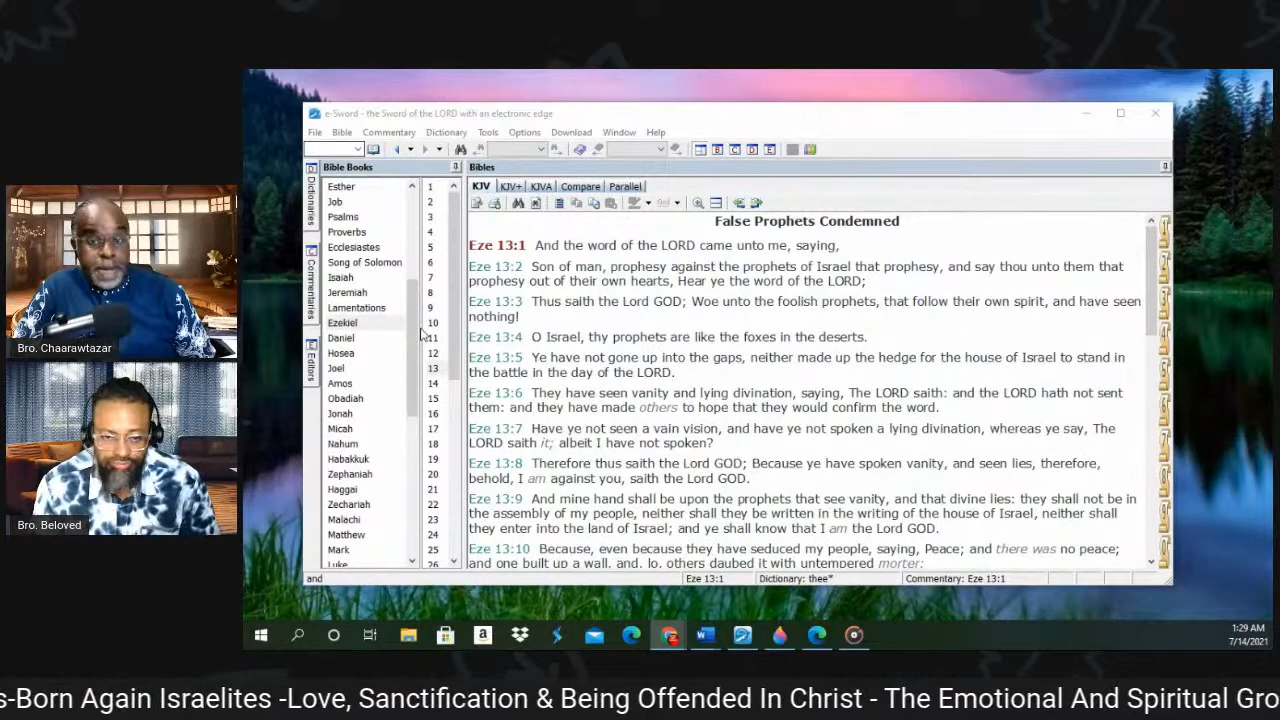 e-Sword - the Sword of the LORD with an electronic edge
File Bible Commentary Dictionary Tools Options Download Window Help
B C D E
Bible Books
Bibles
Dictionaries
Commentaries
Editors
KJV KJV+ KJVA Compare Parallel
Esther 1
Job 2
Psalms 3
Proverbs 4
Ecclesiastes 5
Song of Solomon 6
Isaiah 7
Jeremiah 8
Lamentations 9
Ezekiel 10
Daniel 11
Hosea 12
Joel 13
Amos 14
Obadiah 15
Jonah 16
Micah 17
Nahum 18
Habakkuk 19
Zephaniah 20
Haggai 21
Zechariah 22
Malachi 23
Matthew 24
Mark 25
Luke 26
False Prophets Condemned
Eze 13:1 And the word of the LORD came unto me, saying,
Eze 13:2 Son of man, prophesy against the prophets of Israel that prophesy, and say thou unto them that
prophesy out of their own hearts, Hear ye the word of the LORD;
Eze 13:3 Thus saith the Lord GOD; Woe unto the foolish prophets, that follow their own spirit, and have seen
nothing!
Eze 13:4 O Israel, thy prophets are like the foxes in the deserts.
Eze 13:5 Ye have not gone up into the gaps, neither made up the hedge for the house of Israel to stand in
the battle in the day of the LORD.
Eze 13:6 They have seen vanity and lying divination, saying, The LORD saith: and the LORD hath not sent
them: and they have made others to hope that they would confirm the word.
Eze 13:7 Have ye not seen a vain vision, and have ye not spoken a lying divination, whereas ye say, The
LORD saith it; albeit I have not spoken?
Eze 13:8 Therefore thus saith the Lord GOD; Because ye have spoken vanity, and seen lies, therefore,
behold, I am against you, saith the Lord GOD.
Eze 13:9 And mine hand shall be upon the prophets that see vanity, and that divine lies: they shall not be in
the assembly of my people, neither shall they be written in the writing of the house of Israel, neither shall
they enter into the land of Israel; and ye shall know that I am the Lord GOD.
Eze 13:10 Because, even because they have seduced my people, saying, Peace; and there was no peace;
and one built up a wall, and, lo, others daubed it with untempered morter:
and Eze 13:1 Dictionary: thee* Commentary: Eze 13:1
Bro. Chaarawtazar
Bro. Beloved
1:29 AM
7/14/2021
s-Born Again Israelites -Love, Sanctification & Being Offended In Christ - The Emotional And Spiritual Gro